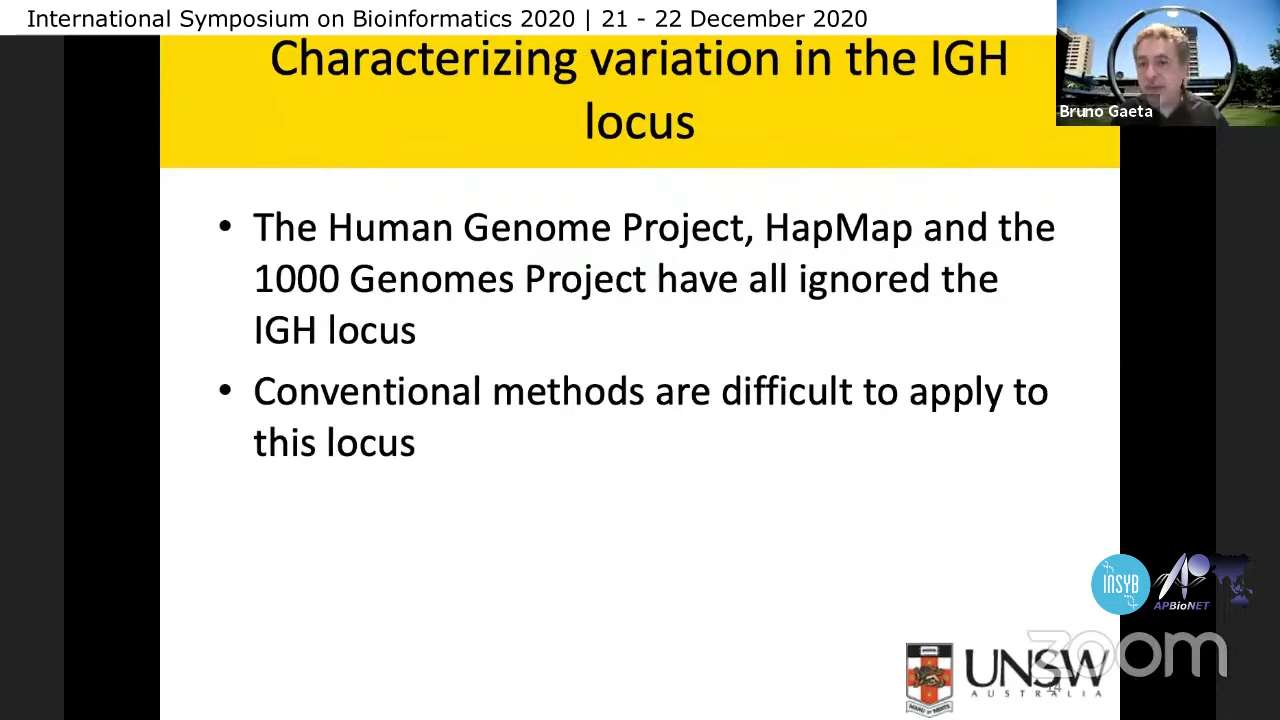 International Symposium on Bioinformatics 2020 | 21 - 22 December 2020
Characterizing variation in the IGH
locus
Bruno Gaeta
• The Human Genome Project, HapMap and the
1000 Genomes Project have all ignored the
IGH locus
• Conventional methods are difficult to apply to
this locus
INSYB
APBioNET
zoom
UNSW
AUSTRALIA
14